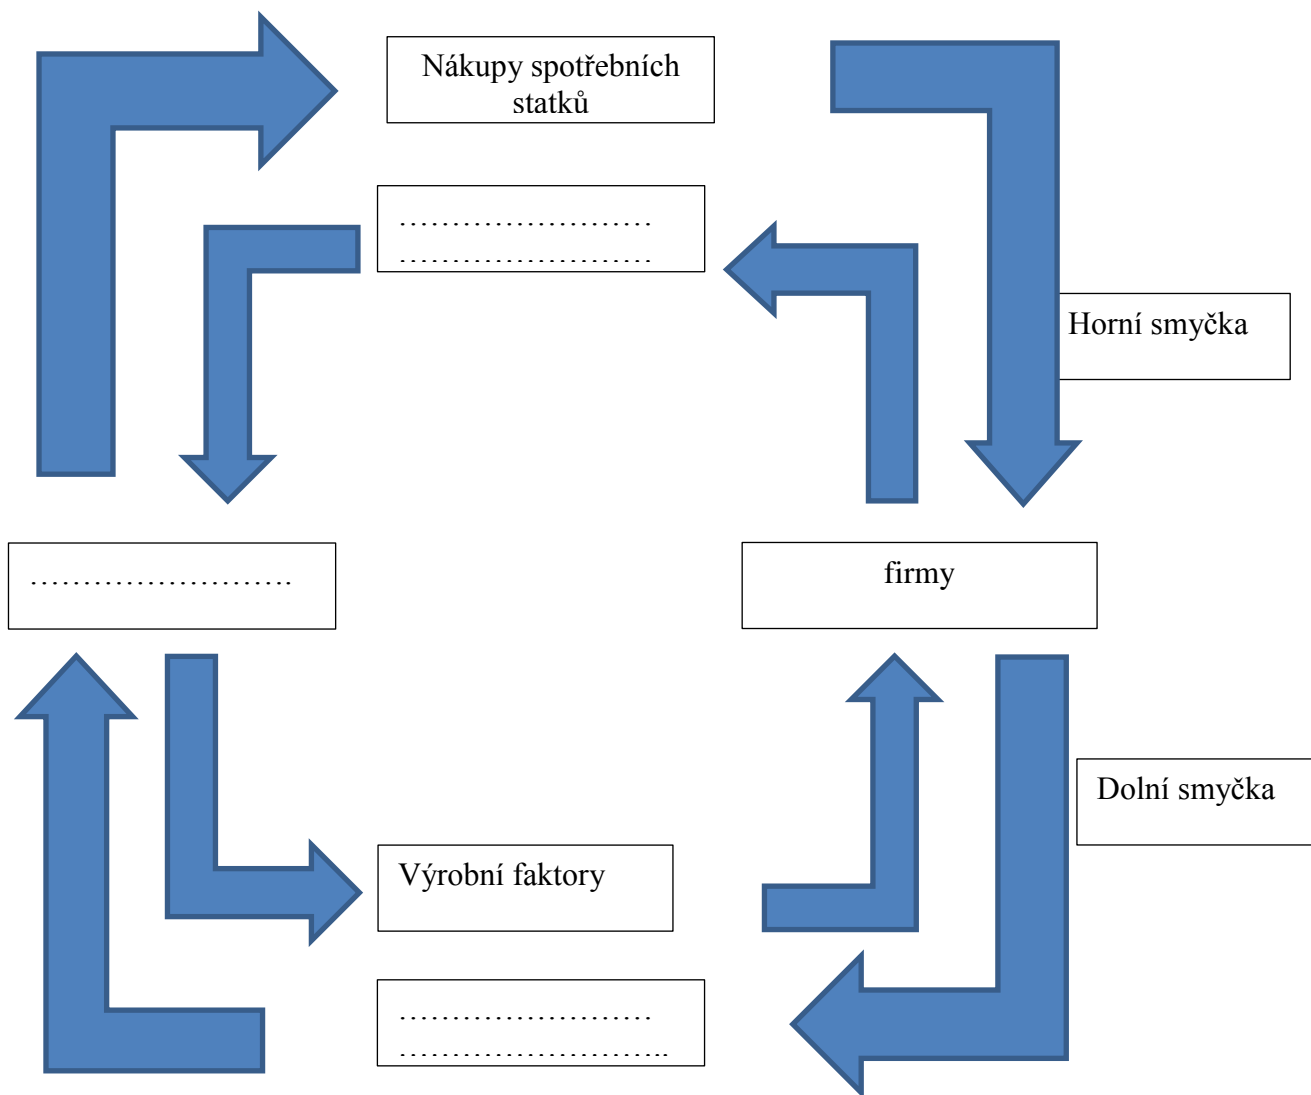 Nákupy spotřebních
statků
……………………
……………………
Horní smyčka
…………………….
firmy
Dolní smyčka
Výrobní faktory
……………………
……………………..